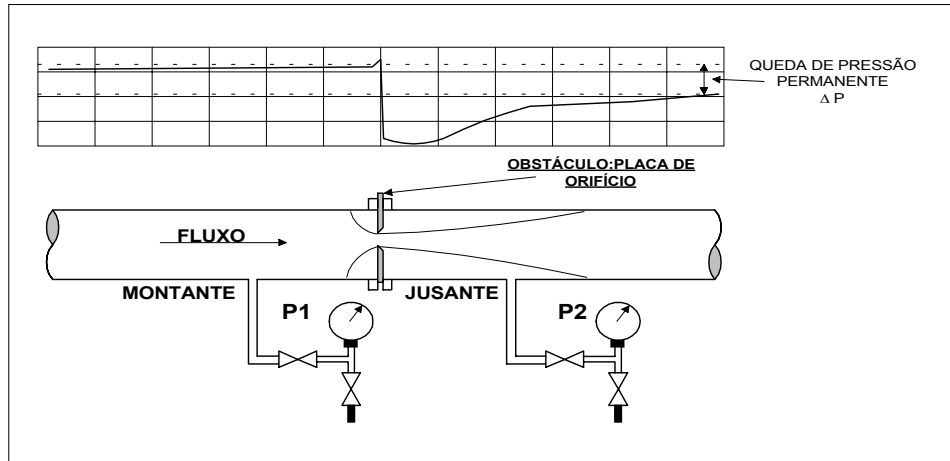 QUEDA DE PRESSÃO
PERMANENTE
Δ P
OBSTÁCULO:PLACA DE
ORIFÍCIO
FLUXO
MONTANTE
JUSANTE
P1
P2